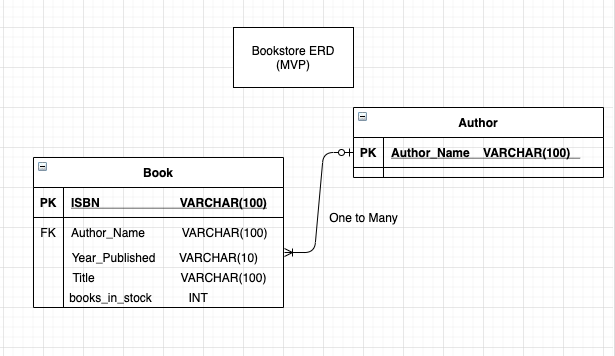 Bookstore ERD
(MVP)
Author
PK Author_Name VARCHAR(100)
Book
PK ISBN VARCHAR(100)
One to Many
FK Author_Name VARCHAR(100)
Year_Published VARCHAR(10)
Title VARCHAR(100)
books_in_stock INT